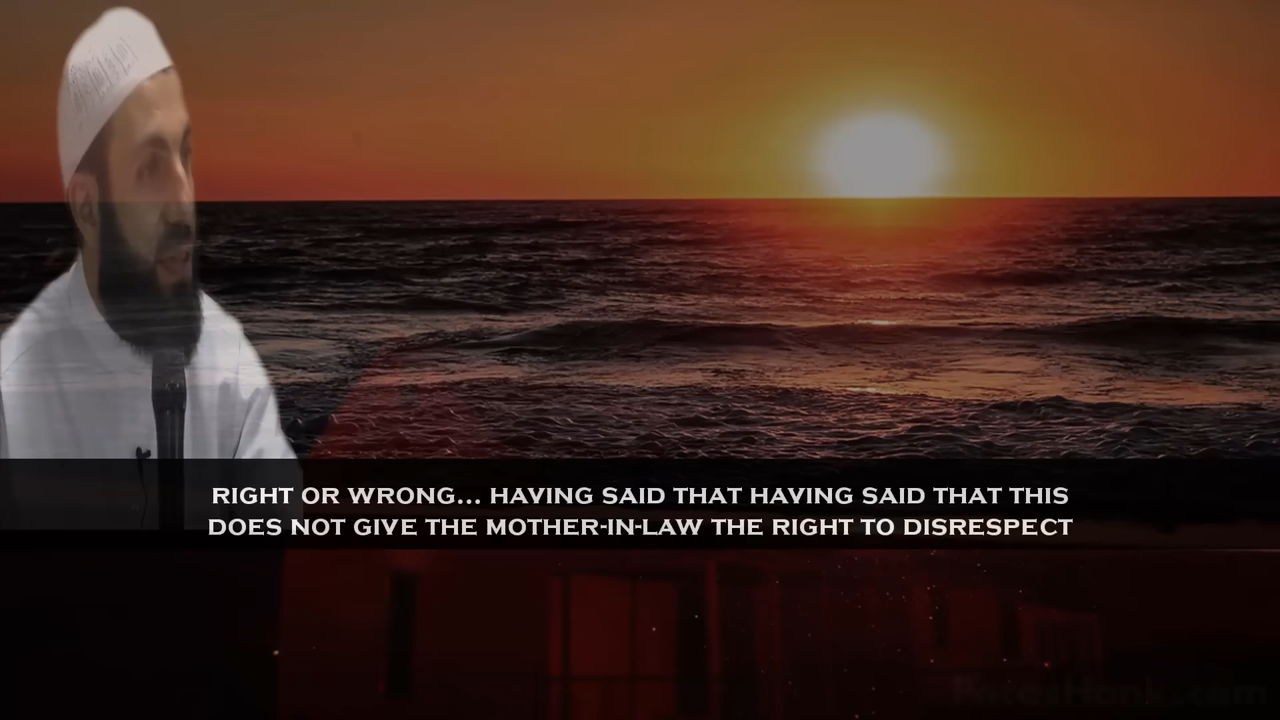 RIGHT OR WRONG... HAVING SAID THAT HAVING SAID THAT THIS
DOES NOT GIVE THE MOTHER-IN-LAW THE RIGHT TO DISRESPECT